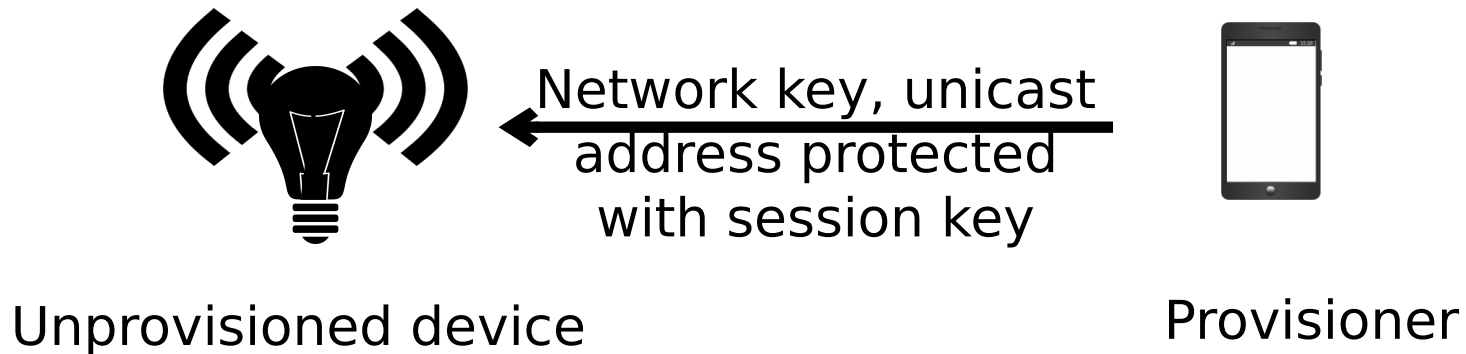 Network key, unicast
address protected
with session key
Unprovisioned device
Provisioner